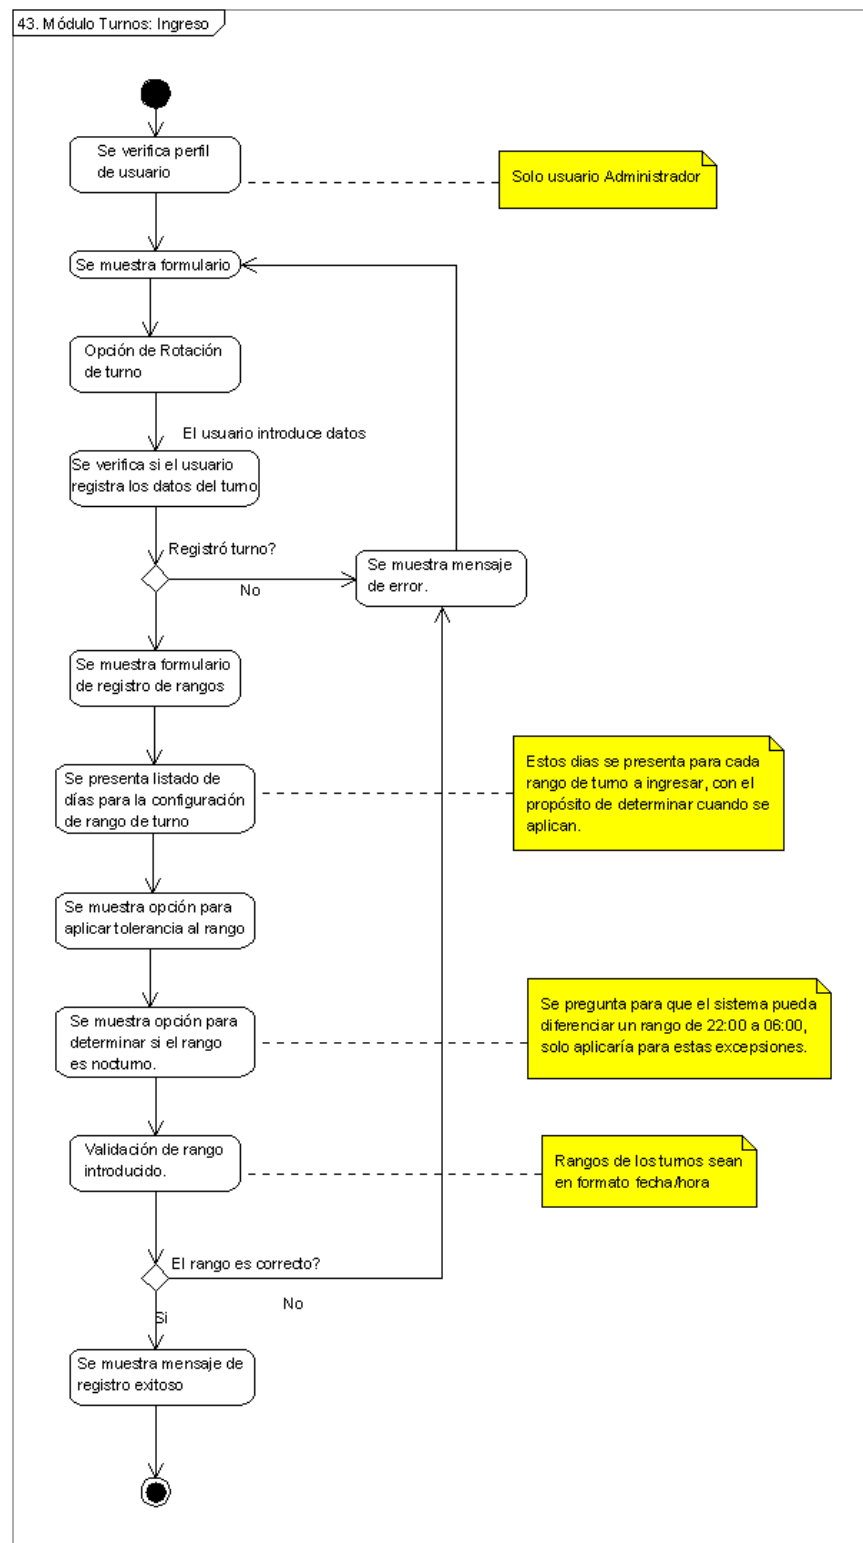 43. Módulo Turnos: Ingreso
Se verifica perfil
de usuario
Solo usuario Administrador
Se muestra formulario
Opción de Rotación
de turno
El usuario introduce datos
Se verifica si el usuario
registra los datos del turno
Registró turno?
No
Se muestra mensaje
de error.
Se muestra formulario
de registro de rangos
Se presenta listado de
días para la configuración
de rango de turno
Estos dias se presenta para cada
rango de turno a ingresar, con el
propósito de determinar cuando se
aplican.
Se muestra opción para
aplicar tolerancia al rango
Se muestra opción para
determinar si el rango
es nocturno.
Se pregunta para que el sistema pueda
diferenciar un rango de 22:00 a 06:00,
solo aplicaría para estas excepsiones.
Validación de rango
introducido.
Rangos de los turnos sean
en formato fecha/hora
El rango es correcto?
No
Si
Se muestra mensaje de
registro exitoso